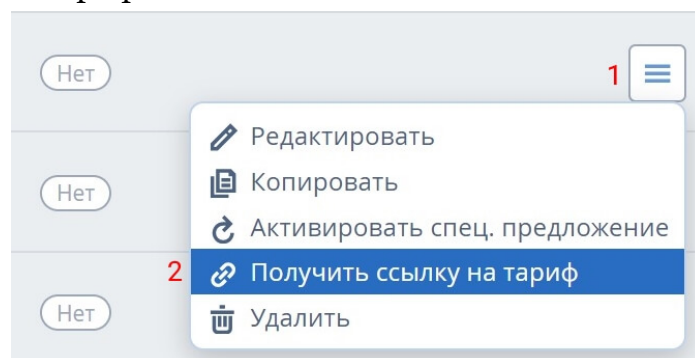 Нет
1
Редактировать
Нет
Копировать
Активировать спец. предложение
2 Получить ссылку на тариф
Нет
Удалить